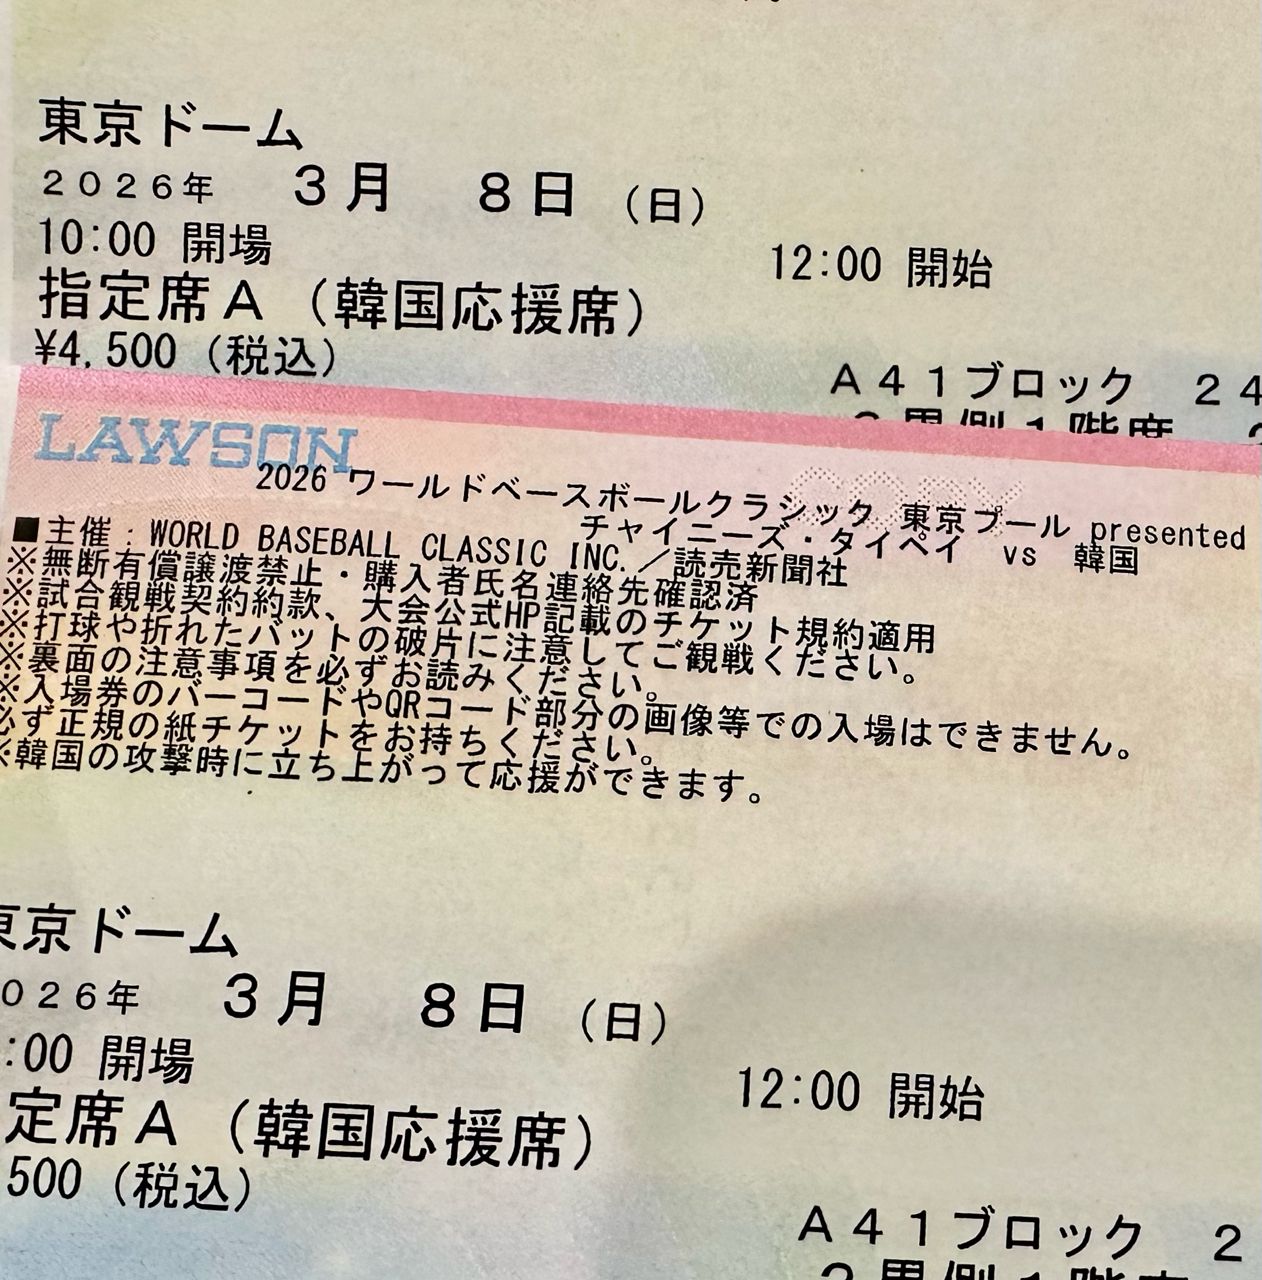 東京ドーム
2026年 3月 8日 (日)
10:00 開場 12:00 開始
指定席A (韓国応援席)
¥4,500 (税込)
A41ブロック 24
LAWSON
COPY
2026 ワールドベースボールクラシック 東京プール presented
チャイニーズ・タイペイ vs 韓国
■主催:WORLD BASEBALL CLASSIC INC./読売新聞社
※無断有償譲渡禁止・購入者氏名連絡先確認済
※試合観戦契約約款、大会公式HP記載のチケット規約適用
※打球や折れたバットの破片に注意してご観戦ください。
※裏面の注意事項を必ずお読みください。
※入場券のバーコードやQRコード部分の画像等での入場はできません。
必ず正規の紙チケットをお持ちください。
※韓国の攻撃時に立ち上がって応援ができます。
東京ドーム
026年 3月 8日 (日)
:00 開場 12:00 開始
定席A (韓国応援席)
500 (税込)
A41ブロック 2